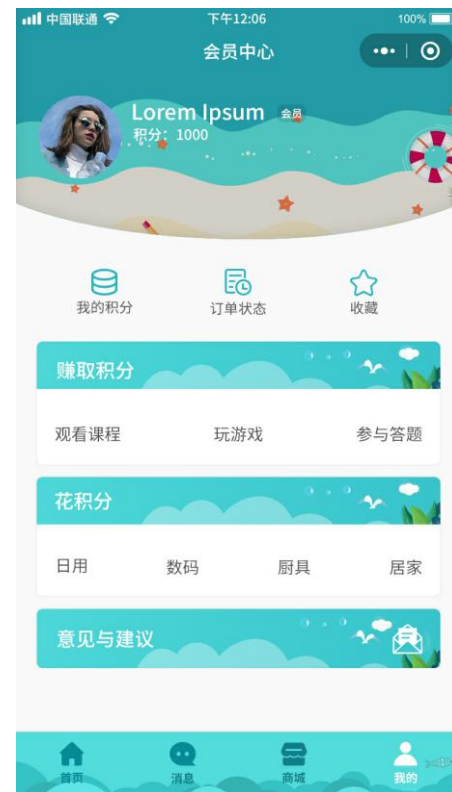 中国联通 下午12:06 100%
会员中心
Lorem Ipsum 会员
积分：1000
我的积分 订单状态 收藏
赚取积分
观看课程 玩游戏 参与答题
花积分
日用 数码 厨具 居家
意见与建议
首页 消息 商城 我的